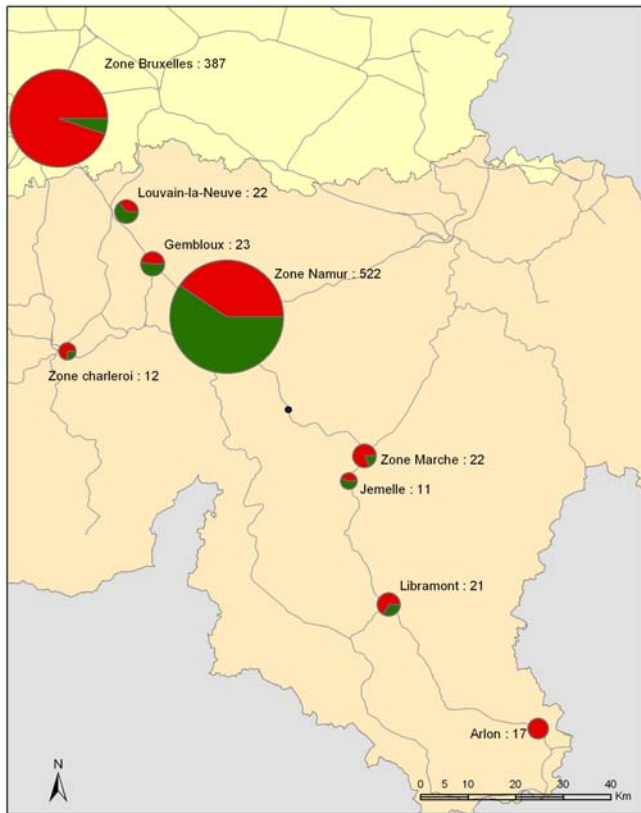 Zone Bruxelles : 387
Louvain-la-Neuve : 22
Gembloux : 23
Zone Namur : 522
Zone charleroi : 12
Zone Marche : 22
Jemelle : 11
Libramont : 21
Arlon : 17
N
0 5 10 20 30 40
Km